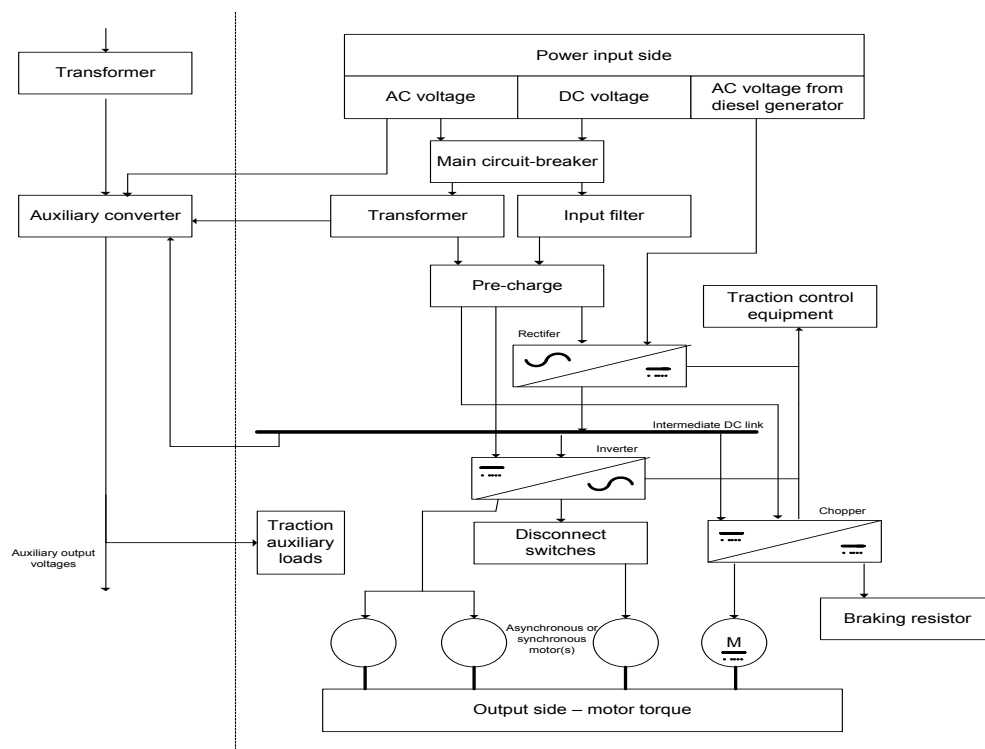 Power input side
Transformer
AC voltage
DC voltage
AC voltage from
diesel generator
Main circuit-breaker
Auxiliary converter
Transformer
Input filter
Pre-charge
Traction control
equipment
Rectifer
Intermediate DC link
Inverter
Chopper
Traction
auxiliary
loads
Disconnect
switches
Auxiliary output
voltages
Braking resistor
Asynchronous or
synchronous
motor(s)
M
Output side – motor torque